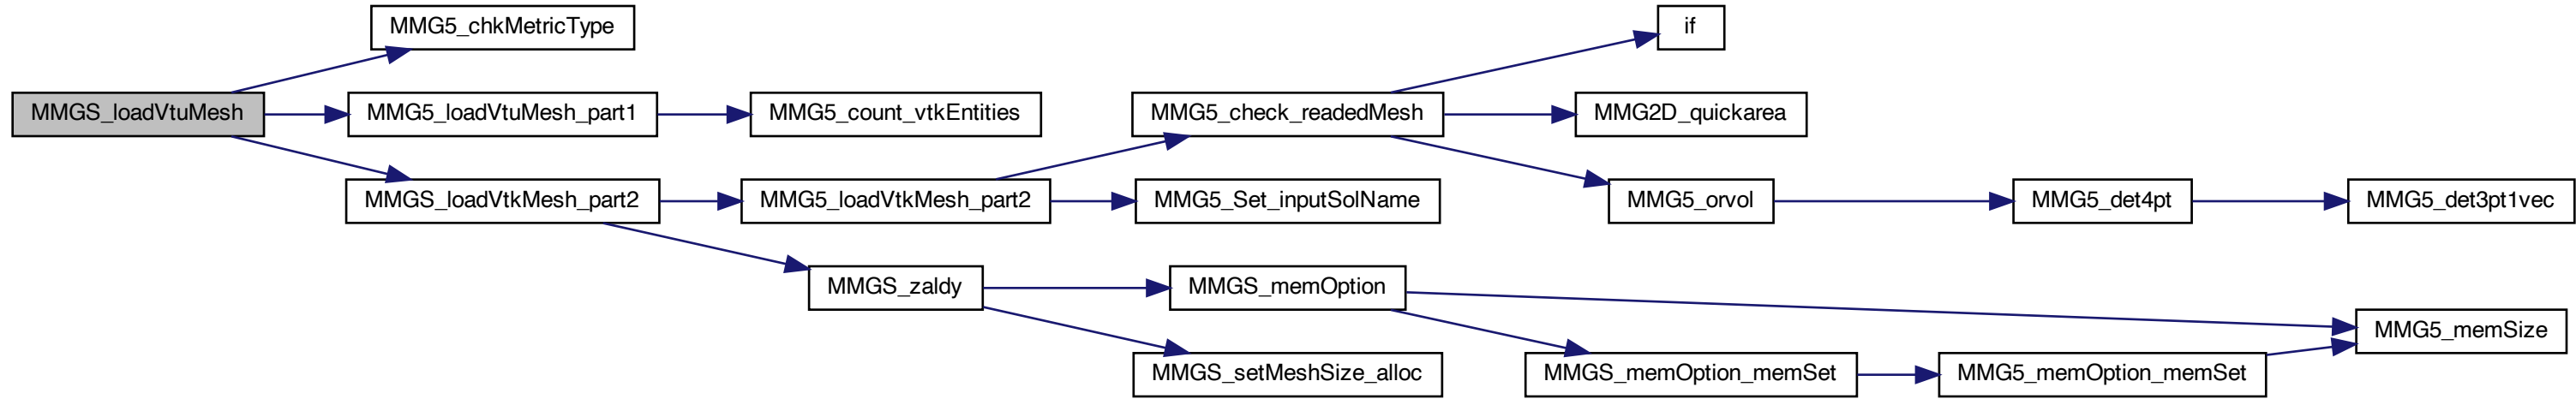 MMG5_chkMetricType
if
MMGS_loadVtuMesh
MMG5_loadVtuMesh_part1
MMG5_count_vtkEntities
MMG5_check_readedMesh
MMG2D_quickarea
MMGS_loadVtkMesh_part2
MMG5_loadVtkMesh_part2
MMG5_Set_inputSolName
MMG5_orvol
MMG5_det4pt
MMG5_det3pt1vec
MMGS_zaldy
MMGS_memOption
MMG5_memSize
MMGS_setMeshSize_alloc
MMGS_memOption_memSet
MMG5_memOption_memSet